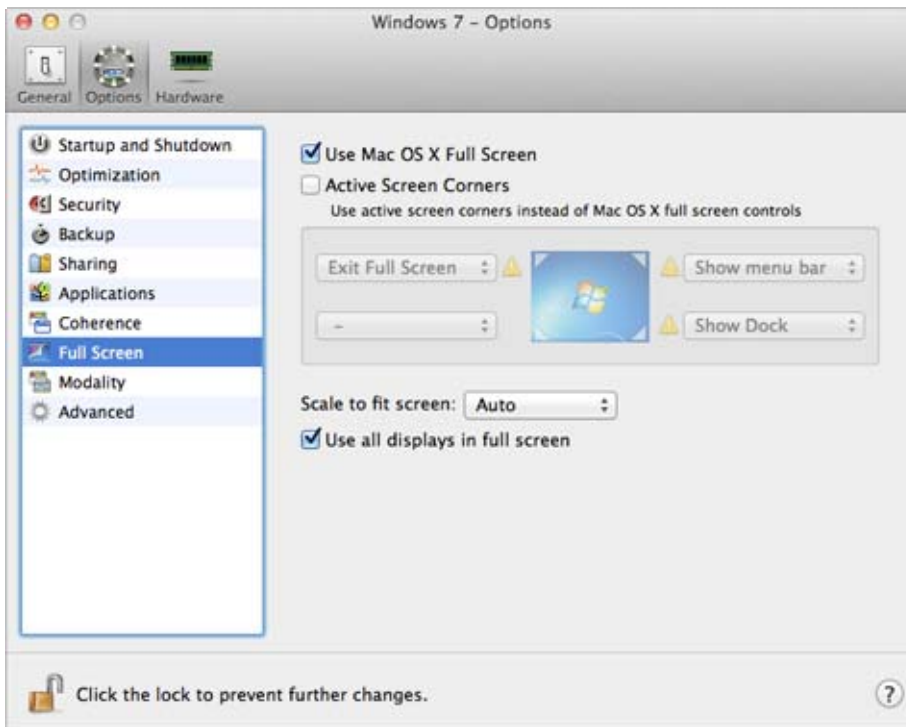 Windows 7 – Options
General Options Hardware
Startup and Shutdown
Optimization
Security
Backup
Sharing
Applications
Coherence
Full Screen
Modality
Advanced
Use Mac OS X Full Screen
Active Screen Corners
Use active screen corners instead of Mac OS X full screen controls
Exit Full Screen
Show menu bar
–
Show Dock
Scale to fit screen: Auto
Use all displays in full screen
Click the lock to prevent further changes.
?